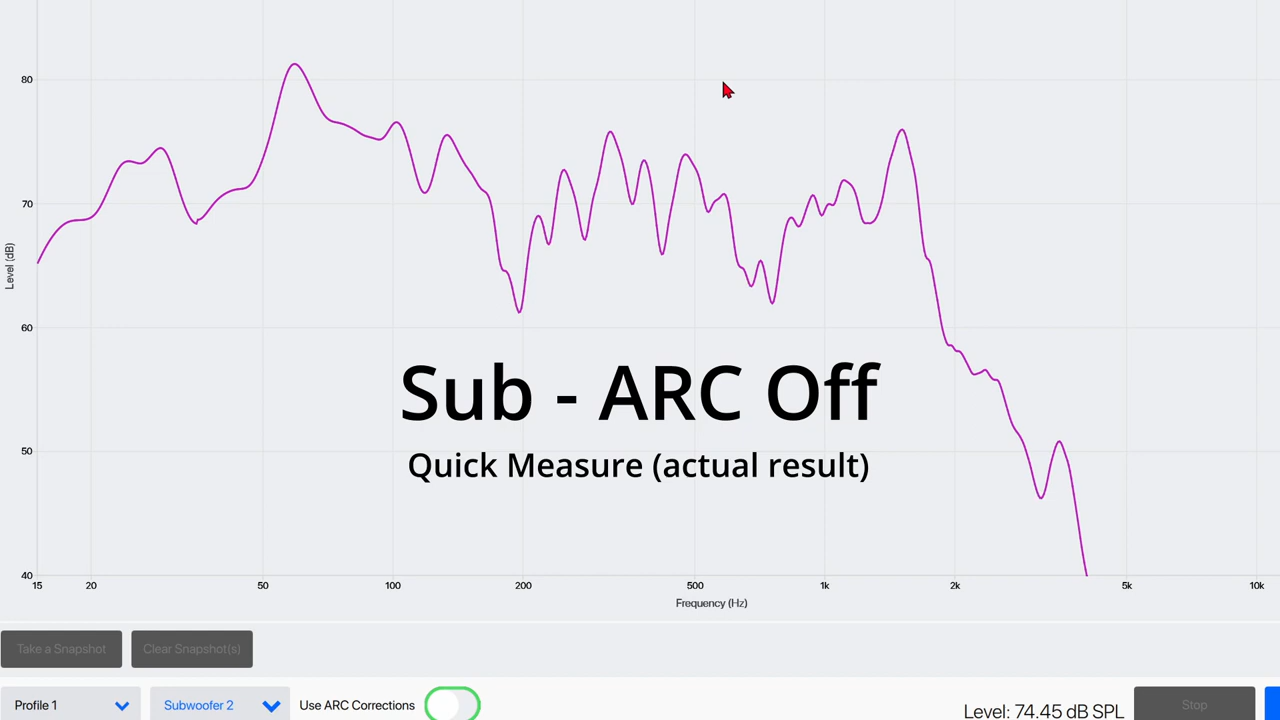 80
70
60
50
40
Level (dB)
15 20 50 100 200 500 1k 2k 5k 10k
Frequency (Hz)
Sub - ARC Off
Quick Measure (actual result)
Take a Snapshot
Clear Snapshot(s)
Profile 1
Subwoofer 2
Use ARC Corrections
Level: 74.45 dB SPL
Stop